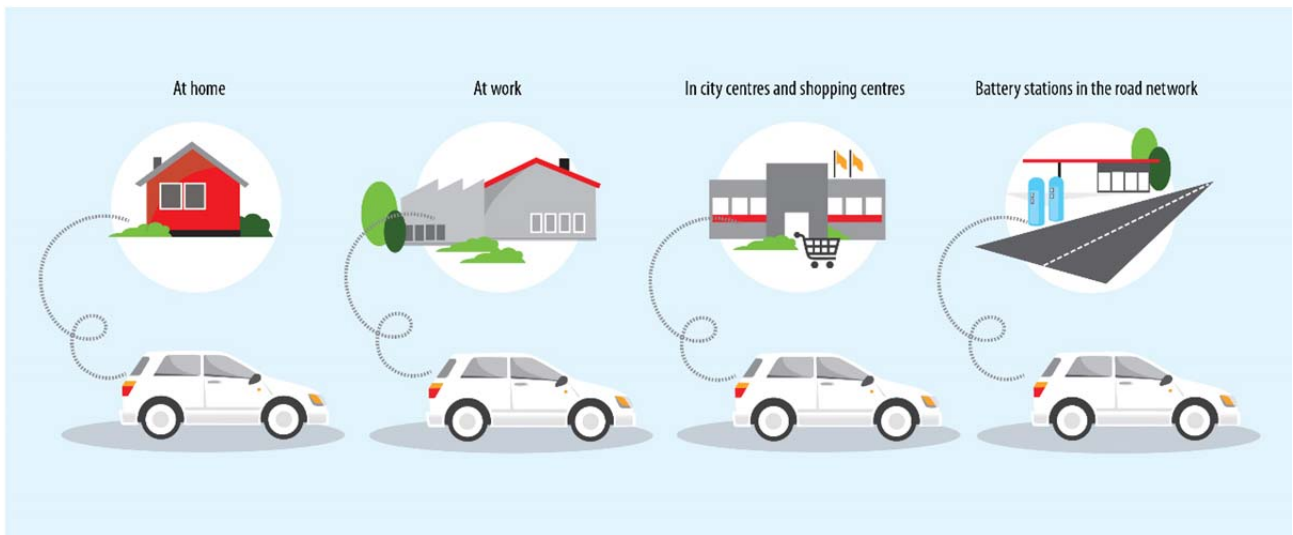 At home
At work
In city centres and shopping centres
Battery stations in the road network